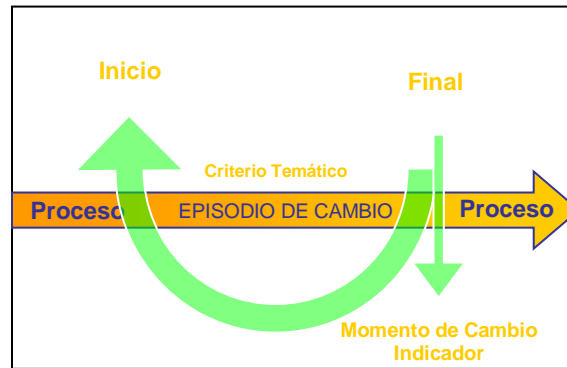 Inicio
Final
Criterio Temático
Proceso
EPISODIO DE CAMBIO
Proceso
Momento de Cambio
Indicador